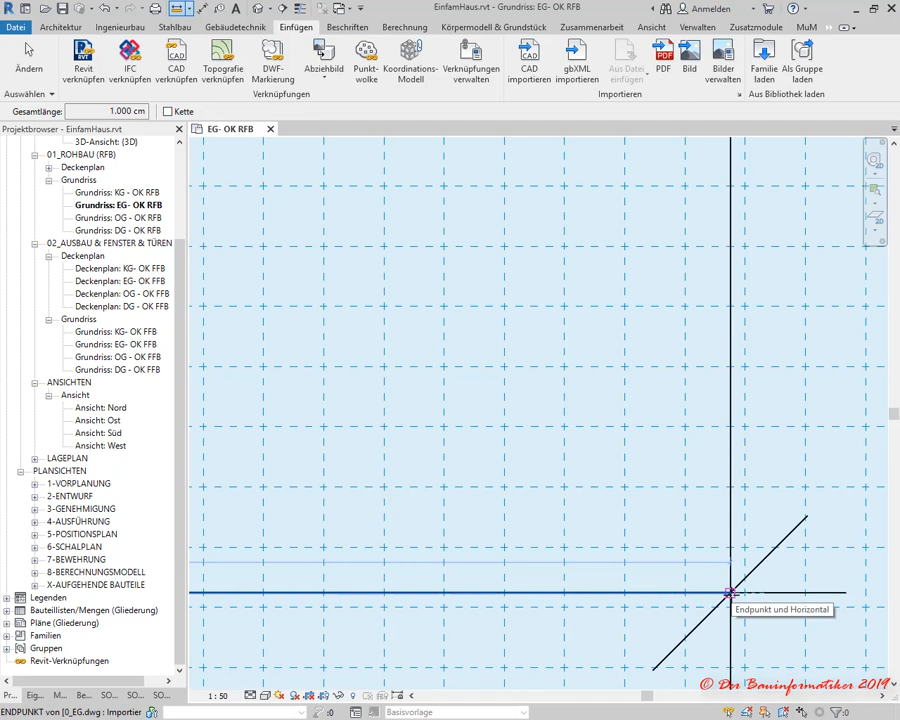 EinfamHaus.rvt - Grundriss: EG- OK RFB
Anmelden
Datei Architektur Ingenieurbau Stahlbau Gebäudetechnik Einfügen Beschriften Berechnung Körpermodell & Grundstück Zusammenarbeit Ansicht Verwalten Zusatzmodule MuM
Ändern
Revit verknüpfen
IFC verknüpfen
CAD verknüpfen
Topografie verknüpfen
DWF-Markierung
Abziehbild
Punkt-wolke
Koordinations-Modell
Verknüpfungen verwalten
CAD importieren
gbXML importieren
Aus Datei importieren
PDF
Bild
Bilder verwalten
Familie laden
Als Gruppe laden
Auswählen Verknüpfungen Importieren Aus Bibliothek laden
Gesamtlänge: 1.000 cm Kette
Projektbrowser - EinfamHaus.rvt
EG- OK RFB
3D-Ansicht: {3D}
01_ROHBAU (RFB)
Deckenplan
Grundriss
Grundriss: KG - OK RFB
Grundriss: EG- OK RFB
Grundriss: OG - OK RFB
Grundriss: DG - OK RFB
02_AUSBAU & FENSTER & TÜREN
Deckenplan
Deckenplan: KG- OK FFB
Deckenplan: EG- OK FFB
Deckenplan: OG - OK FFB
Deckenplan: DG - OK FFB
Grundriss
Grundriss: KG- OK FFB
Grundriss: EG- OK FFB
Grundriss: OG - OK FFB
Grundriss: DG - OK FFB
ANSICHTEN
Ansicht
Ansicht: Nord
Ansicht: Ost
Ansicht: Süd
Ansicht: West
LAGEPLAN
PLANSICHTEN
1-VORPLANUNG
2-ENTWURF
3-GENEHMIGUNG
4-AUSFÜHRUNG
5-POSITIONSPLAN
6-SCHALPLAN
7-BEWEHRUNG
8-BERECHNUNGSMODELL
X-AUFGEHENDE BAUTEILE
Legenden
Bauteillisten/Mengen (Gliederung)
Pläne (Gliederung)
Familien
Gruppen
Revit-Verknüpfungen
Endpunkt und Horizontal
Pr... Eig... M... Be... SO... SO... SO...
1 : 50
© Der Bauinformatiker 2019
ENDPUNKT von [0_EG.dwg : Importier
:0
Basisvorlage
:0